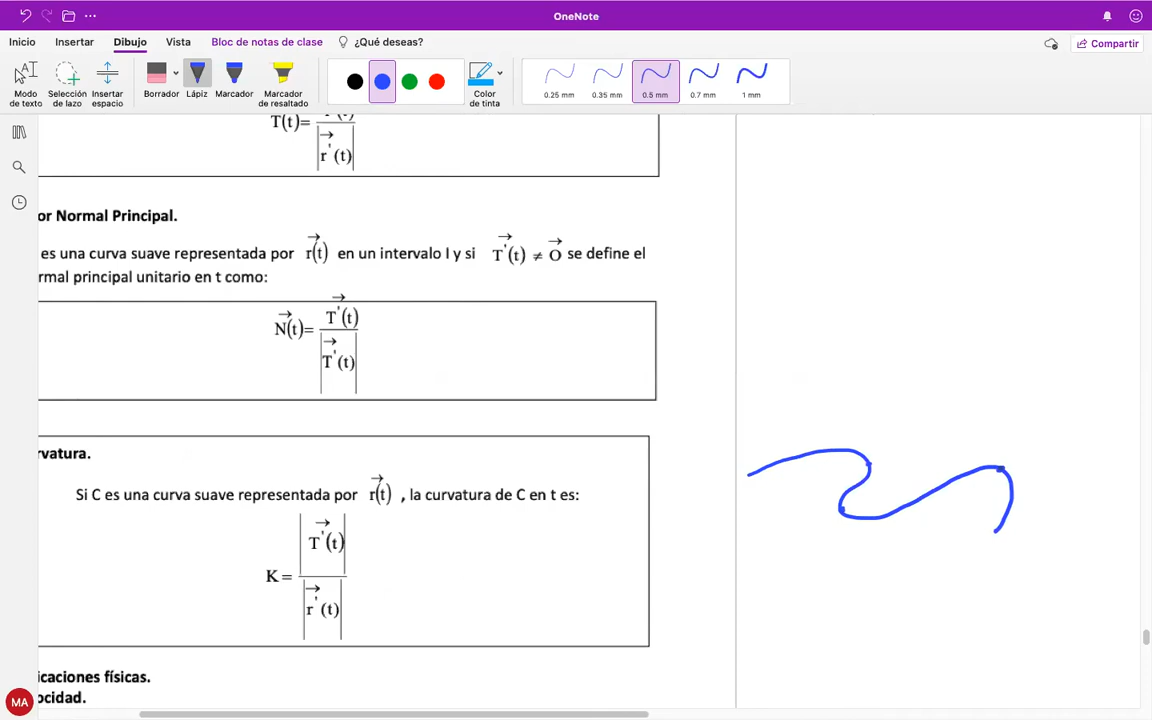 OneNote
Inicio Insertar Dibujo Vista Bloc de notas de clase ¿Qué deseas? Compartir
Modo de texto Selección de lazo Insertar espacio Borrador Lápiz Marcador Marcador de resaltado Color de tinta 0.25 mm 0.35 mm 0.5 mm 0.7 mm 1 mm
T(t)=
|r'(t)|
or Normal Principal.
es una curva suave representada por r(t) en un intervalo I y si T'(t) ≠ O se define el
rmal principal unitario en t como:
N(t)= T'(t)
|T'(t)|
rvatura.
Si C es una curva suave representada por r(t) , la curvatura de C en t es:
|T'(t)|
K =
|r'(t)|
icaciones físicas.
ocidad.
MA